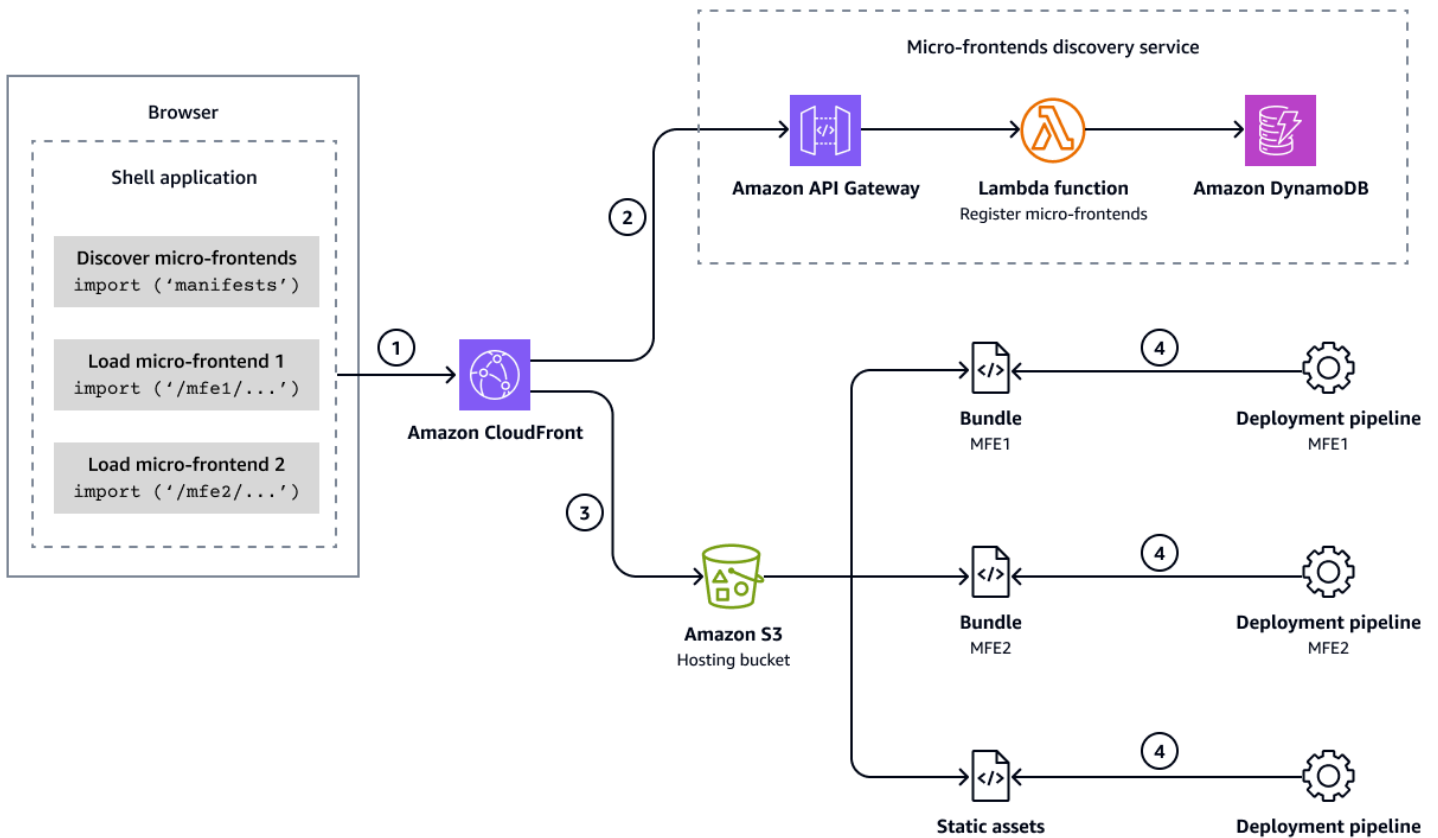 Micro-frontends discovery service
Browser
Shell application
Discover micro-frontends
import (‘manifests’)
Load micro-frontend 1
import (‘/mfe1/...’)
Load micro-frontend 2
import (‘/mfe2/...’)
1
Amazon CloudFront
2
Amazon API Gateway
Lambda function
Register micro-frontends
Amazon DynamoDB
3
Amazon S3
Hosting bucket
</>
Bundle
MFE1
4
Deployment pipeline
MFE1
</>
Bundle
MFE2
4
Deployment pipeline
MFE2
</>
Static assets
4
Deployment pipeline